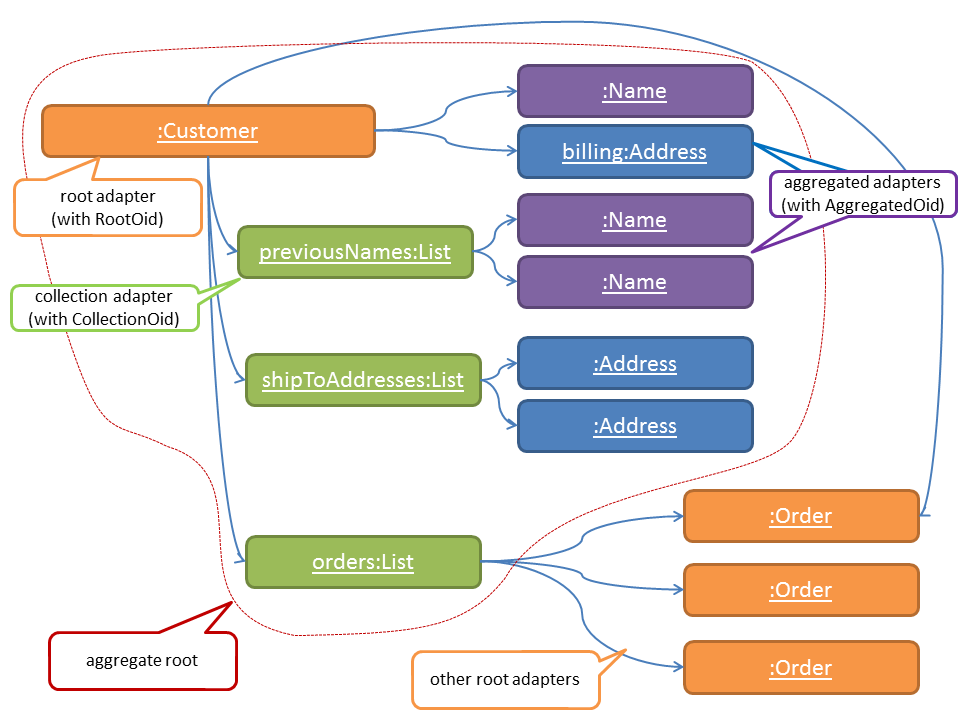 :Name
:Customer
billing:Address
root adapter
(with RootOid)
aggregated adapters
(with AggregatedOid)
:Name
previousNames:List
:Name
collection adapter
(with CollectionOid)
:Address
shipToAddresses:List
:Address
:Order
orders:List
:Order
aggregate root
other root adapters
:Order